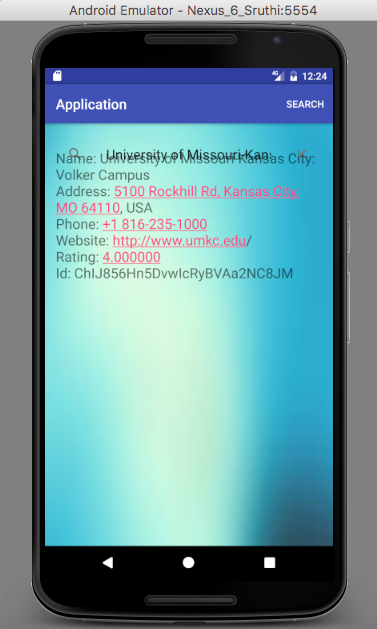 Android Emulator - Nexus_6_Sruthi:5554
4G 12:24
Application SEARCH
University of Missouri-Kan:
Name: University of Missouri Kansas City:
Volker Campus
Address: 5100 Rockhill Rd, Kansas City,
MO 64110, USA
Phone: +1 816-235-1000
Website: http://www.umkc.edu/
Rating: 4.000000
Id: ChIJ856Hn5DvwIcRyBVAa2NC8JM